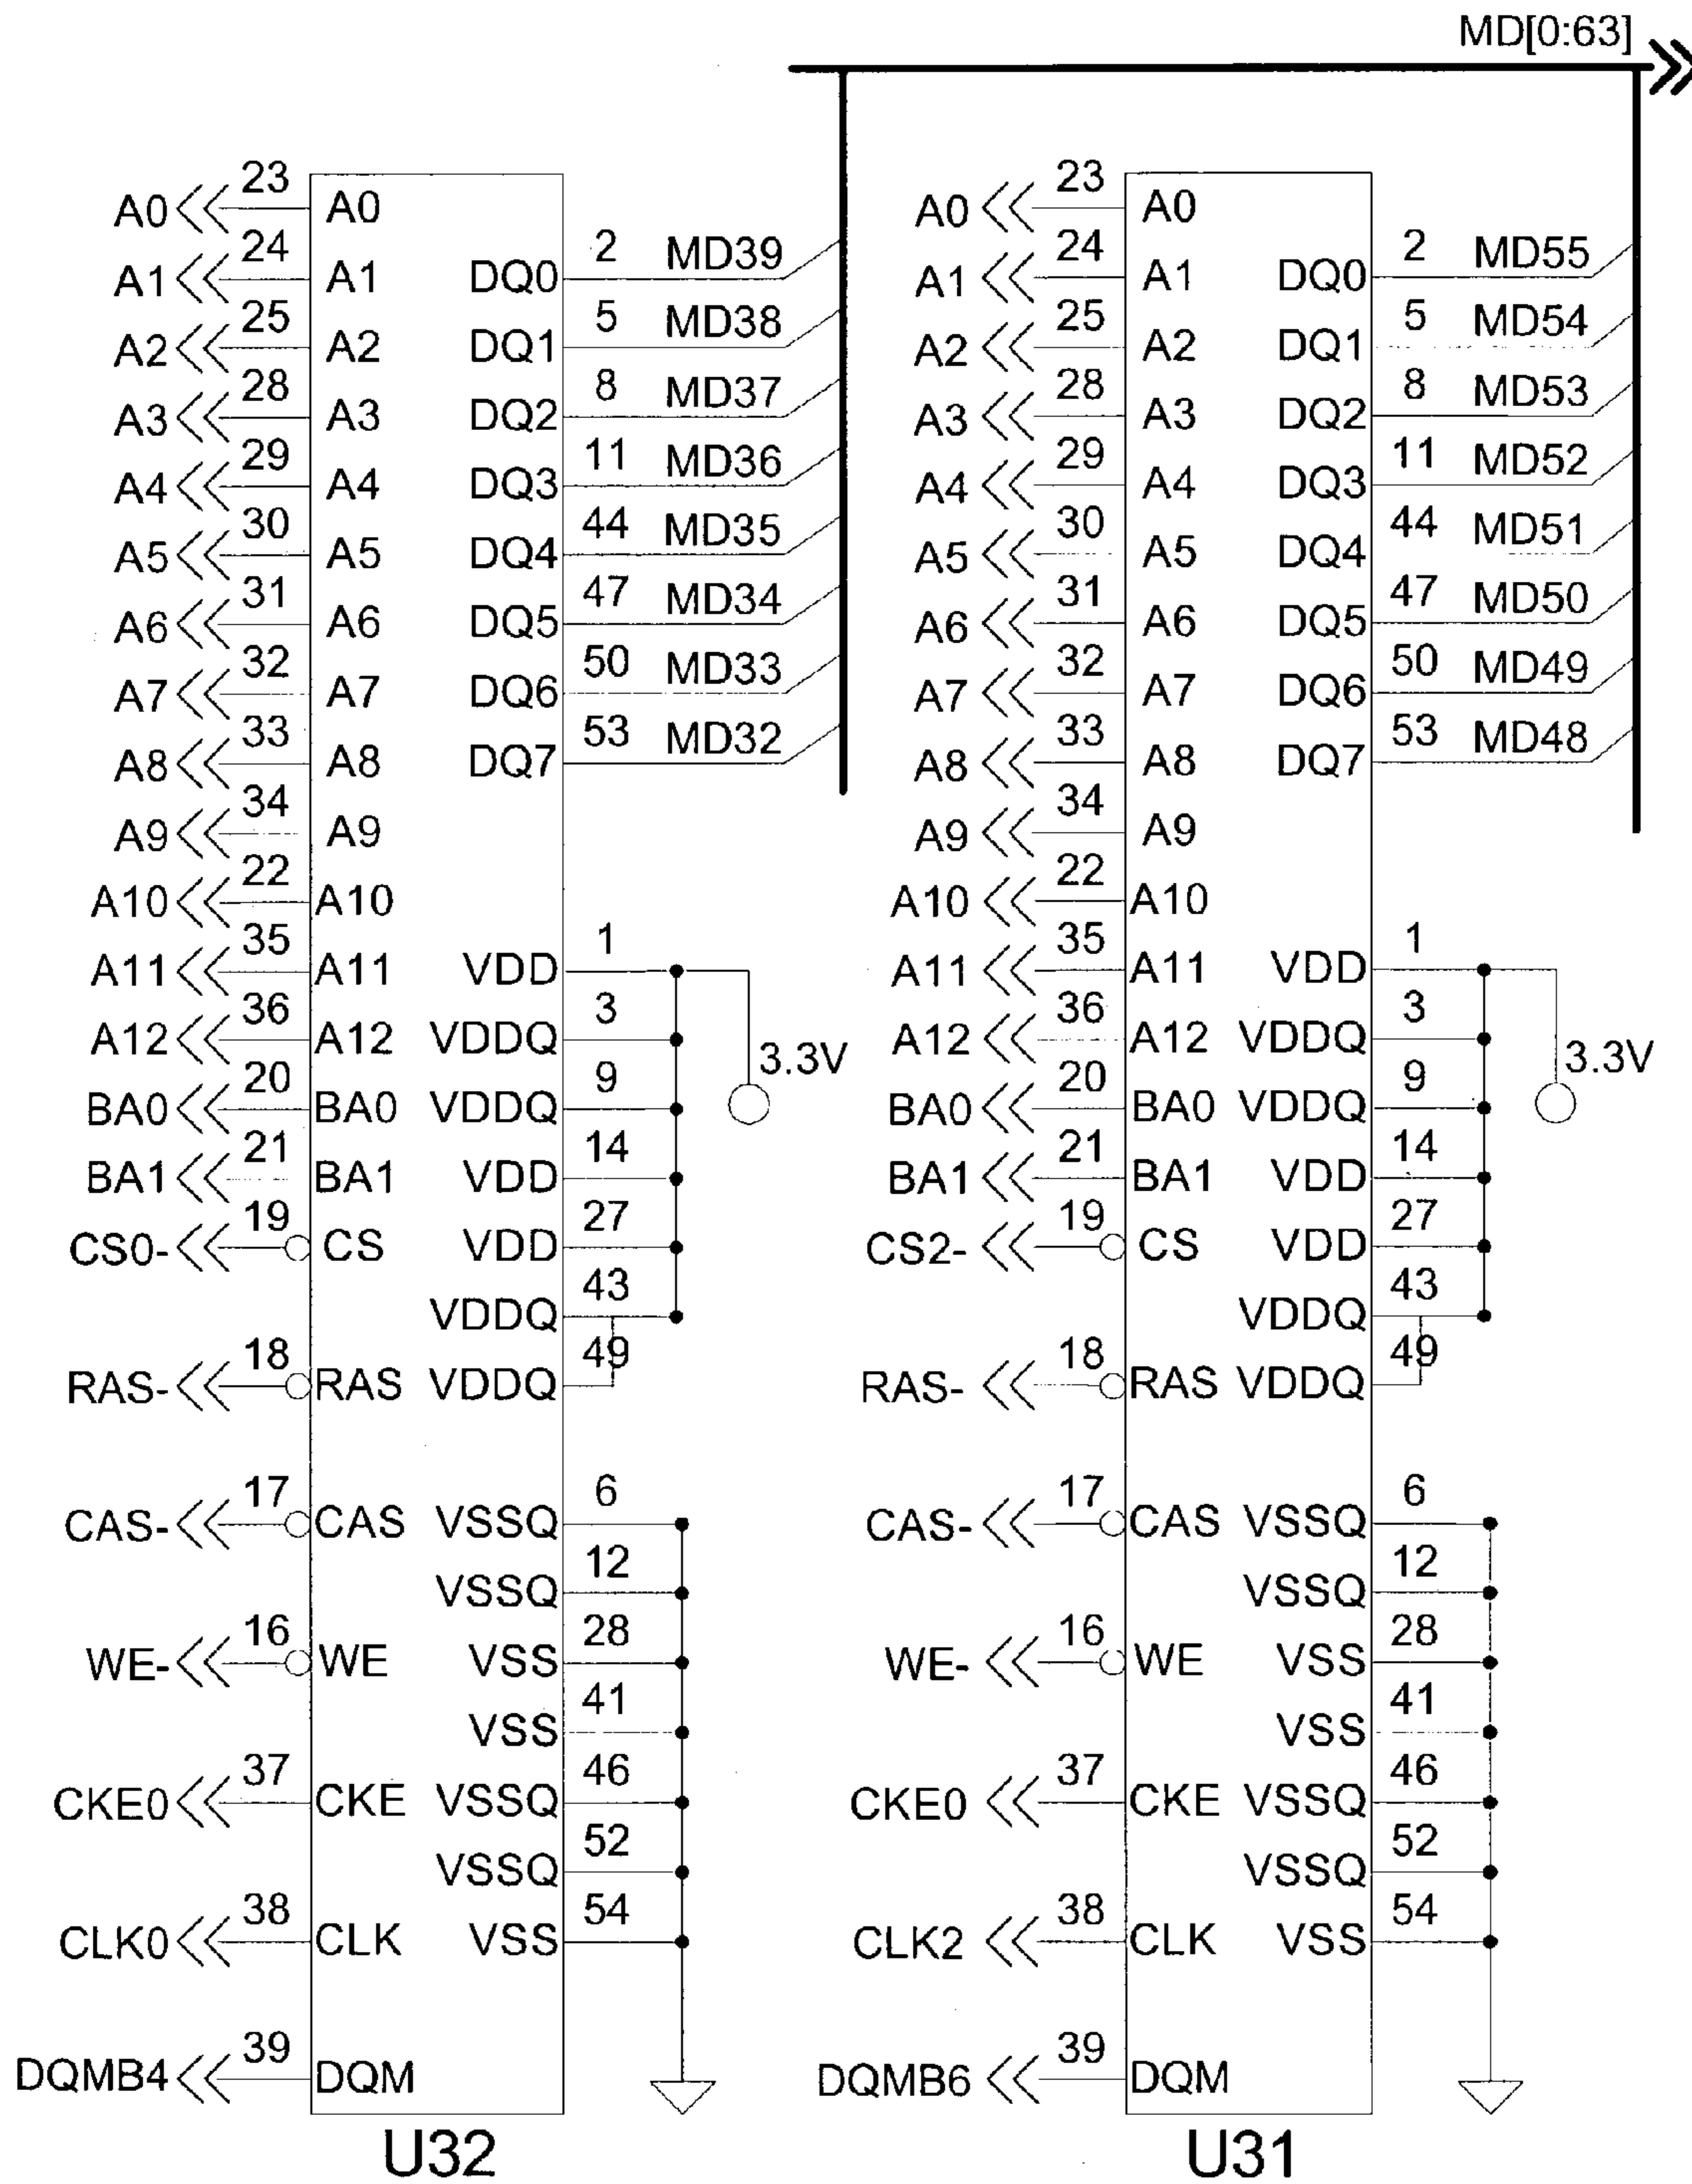 MD[0:63]
23 23
A0 A0 A0 A0
24 2 MD39 24 2 MD55
A1 A1 DQ0 A1 A1 DQ0
25 5 MD38 25 5 MD54
A2 A2 DQ1 A2 A2 DQ1
28 8 MD37 28 8 MD53
A3 A3 DQ2 A3 A3 DQ2
29 11 MD36 29 11 MD52
A4 A4 DQ3 A4 A4 DQ3
30 44 MD35 30 44 MD51
A5 A5 DQ4 A5 A5 DQ4
31 47 MD34 31 47 MD50
A6 A6 DQ5 A6 A6 DQ5
32 50 MD33 32 50 MD49
A7 A7 DQ6 A7 A7 DQ6
33 53 MD32 33 53 MD48
A8 A8 DQ7 A8 A8 DQ7
34 34
A9 A9 A9 A9
22 22
A10 A10 A10 A10
35 1 35 1
A11 A11 VDD A11 A11 VDD
36 3 36 3
A12 A12 VDDQ 3.3V A12 A12 VDDQ 3.3V
20 9 20 9
BA0 BA0 VDDQ BA0 BA0 VDDQ
21 14 21 14
BA1 BA1 VDD BA1 BA1 VDD
19 27 19 27
CS0- CS VDD CS2- CS VDD
43 43
VDDQ VDDQ
18 49 18 49
RAS- RAS VDDQ RAS- RAS VDDQ
17 6 17 6
CAS- CAS VSSQ CAS- CAS VSSQ
12 12
VSSQ VSSQ
16 28 16 28
WE- WE VSS WE- WE VSS
41 41
VSS VSS
37 46 37 46
CKE0 CKE VSSQ CKE0 CKE VSSQ
52 52
VSSQ VSSQ
38 54 38 54
CLK0 CLK VSS CLK2 CLK VSS
39 39
DQMB4 DQM DQMB6 DQM
U32 U31